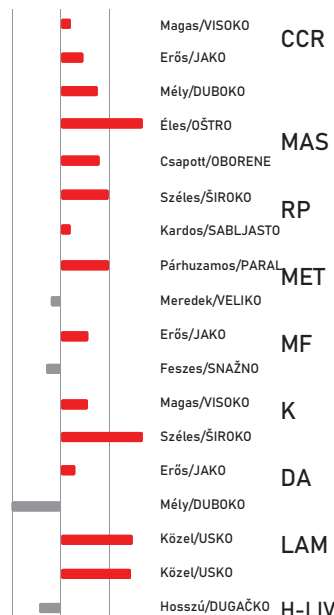 Magas/VISOKO
CCR
Erős/JAKO
Mély/DUBOKO
Éles/OŠTRO
MAS
Csapott/OBORENE
Széles/ŠIROKO
RP
Kardos/SABLJASTO
Párhuzamos/PARAL
MET
Meredek/VELIKO
Erős/JAKO
MF
Feszes/SNAŽNO
Magas/VISOKO
K
Széles/ŠIROKO
Erős/JAKO
DA
Mély/DUBOKO
Közel/USKO
LAM
Közel/USKO
Hosszú/DUGAČKO
H-LIV